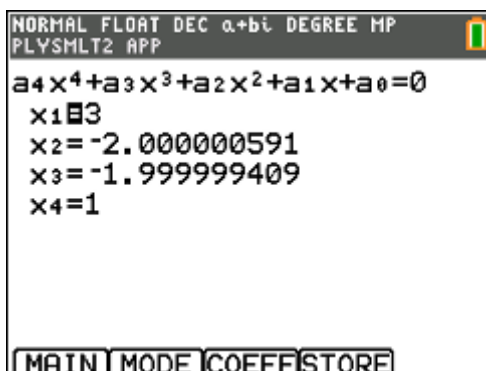 NORMAL FLOAT DEC a+bi DEGREE MP
PLYSMLT2 APP
a₄x⁴+a₃x³+a₂x²+a₁x+a₀=0
x₁=3
x₂=⁻2.000000591
x₃=⁻1.999999409
x₄=1
MAIN MODE COEFF STORE